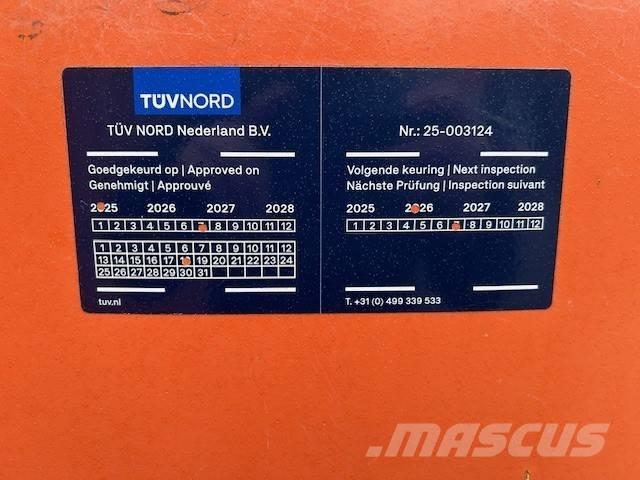 TÜVNORD
TÜV NORD Nederland B.V.
Goedgekeurd op | Approved on
Genehmigt | Approuvé
2025 2026 2027 2028
1 2 3 4 5 6 8 9 10 11 12
1 2 3 4 5 6 7 8 9 10 11 12
13 14 15 16 17 19 20 21 22 23 24
25 26 27 28 29 30 31
tuv.nl
Nr.: 25-003124
Volgende keuring | Next inspection
Nächste Prüfung | Inspection suivant
2025 2026 2027 2028
1 2 3 4 5 6 8 9 10 11 12
T. +31 (0) 499 339 533
MASCUS